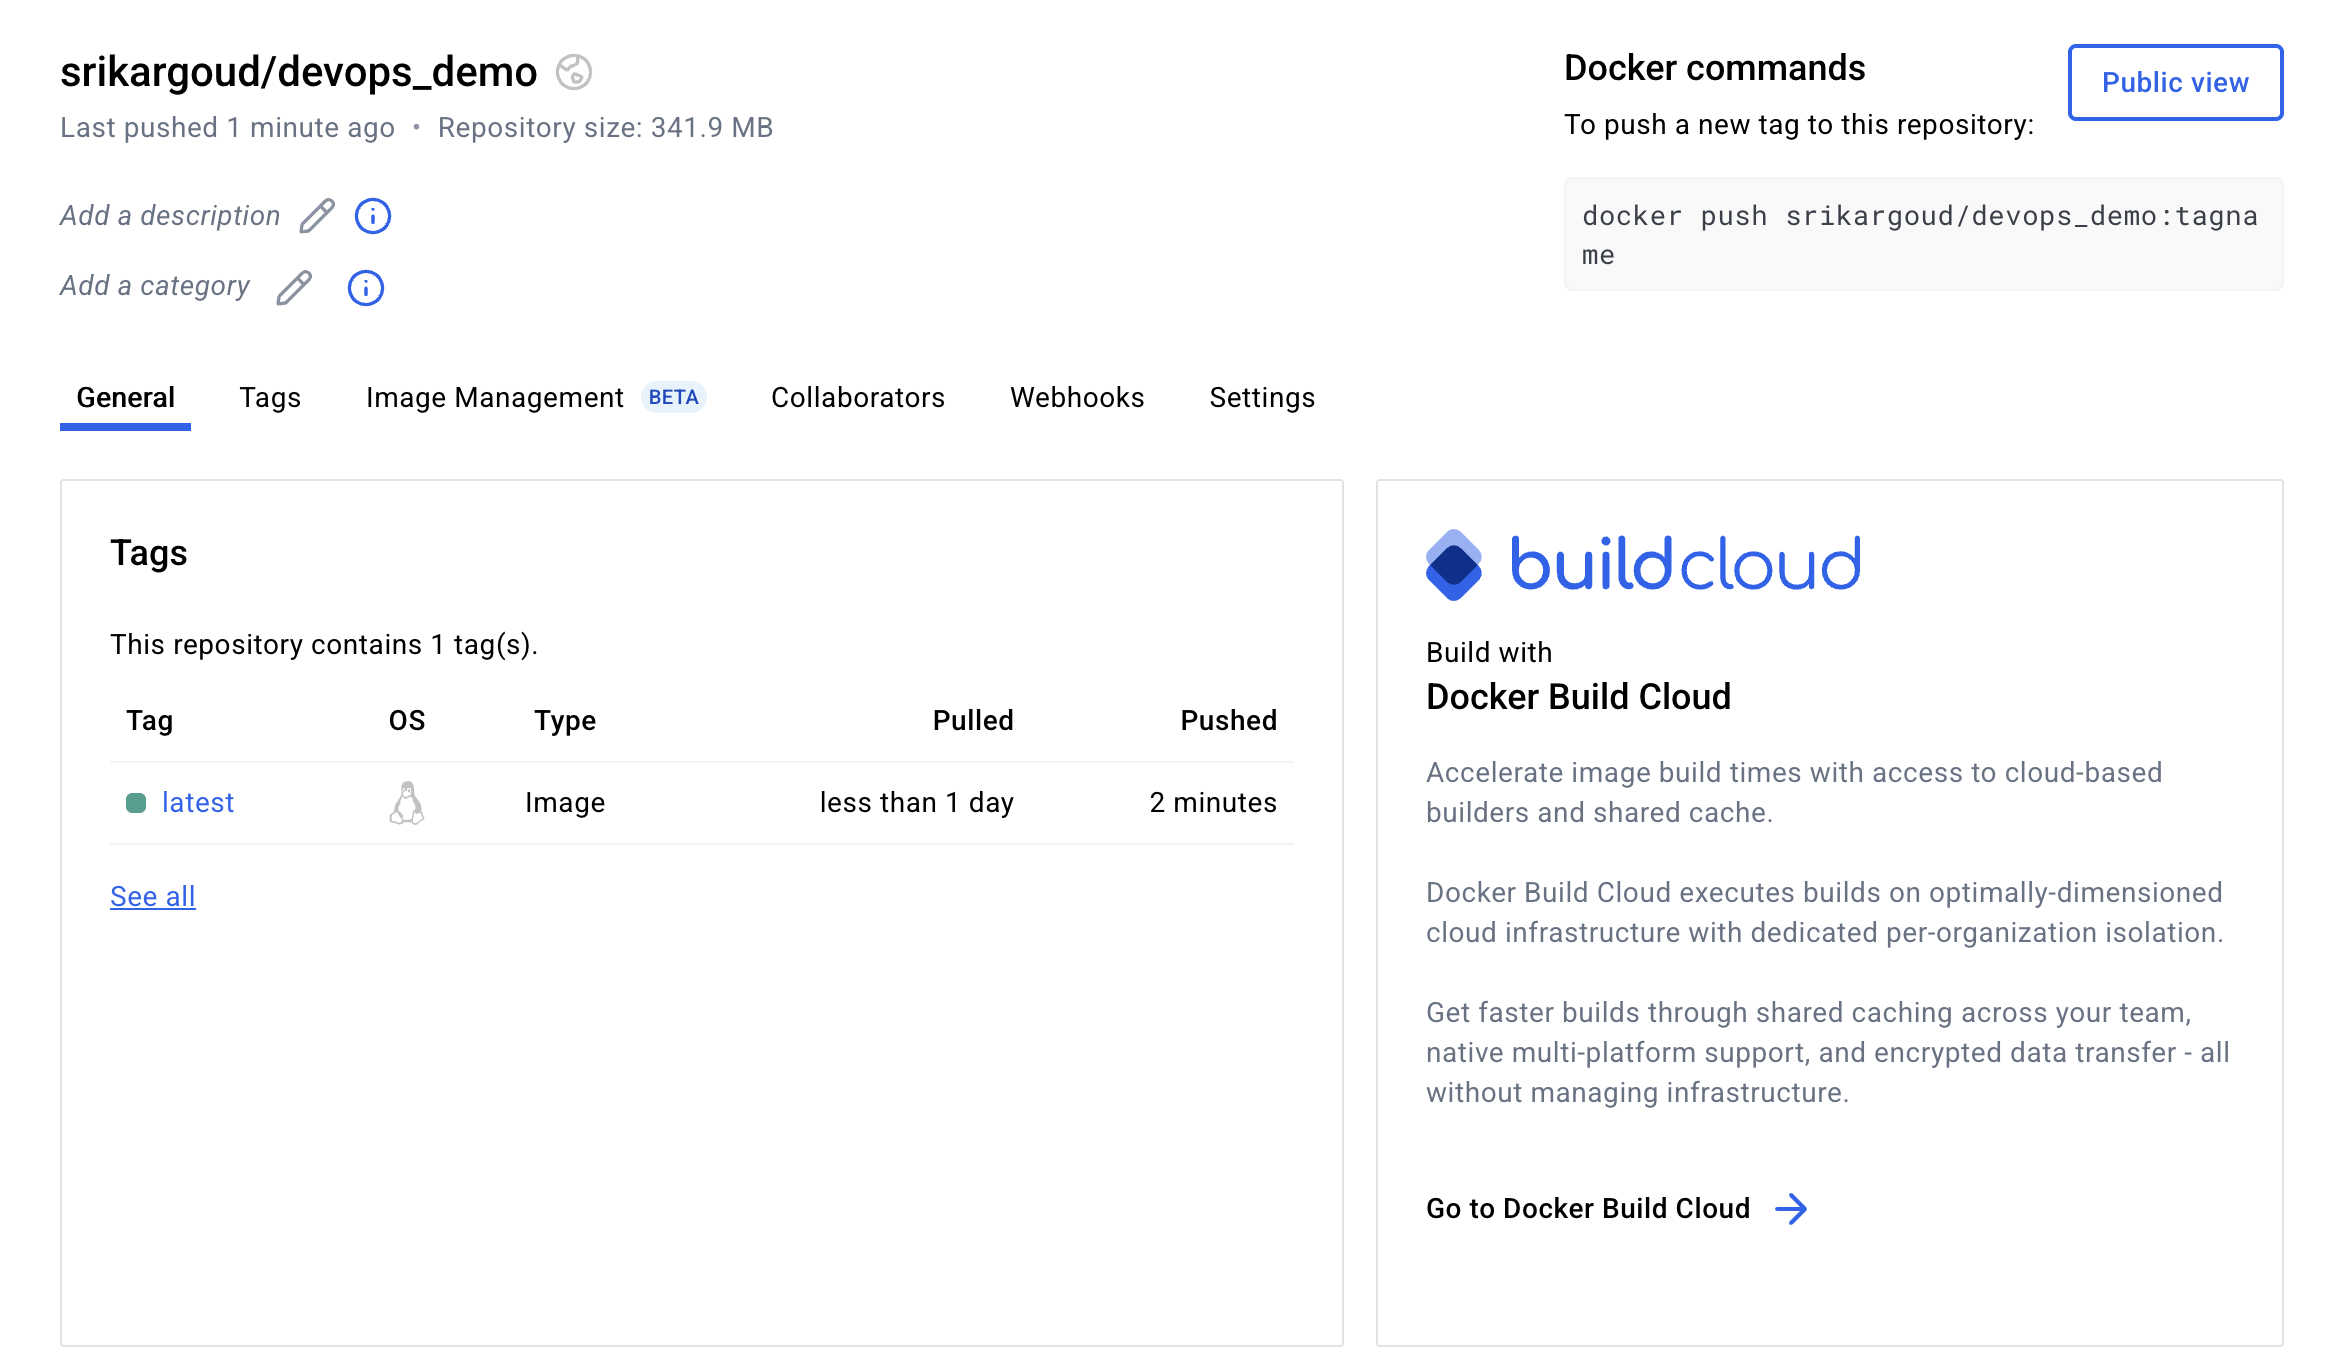 srikargoud/devops_demo
Last pushed 1 minute ago • Repository size: 341.9 MB
Add a description
Add a category
Docker commands
Public view
To push a new tag to this repository:
docker push srikargoud/devops_demo:tagna
me
General Tags Image Management BETA Collaborators Webhooks Settings
Tags
This repository contains 1 tag(s).
Tag OS Type Pulled Pushed
latest Image less than 1 day 2 minutes
See all
buildcloud
Build with
Docker Build Cloud
Accelerate image build times with access to cloud-based
builders and shared cache.
Docker Build Cloud executes builds on optimally-dimensioned
cloud infrastructure with dedicated per-organization isolation.
Get faster builds through shared caching across your team,
native multi-platform support, and encrypted data transfer - all
without managing infrastructure.
Go to Docker Build Cloud